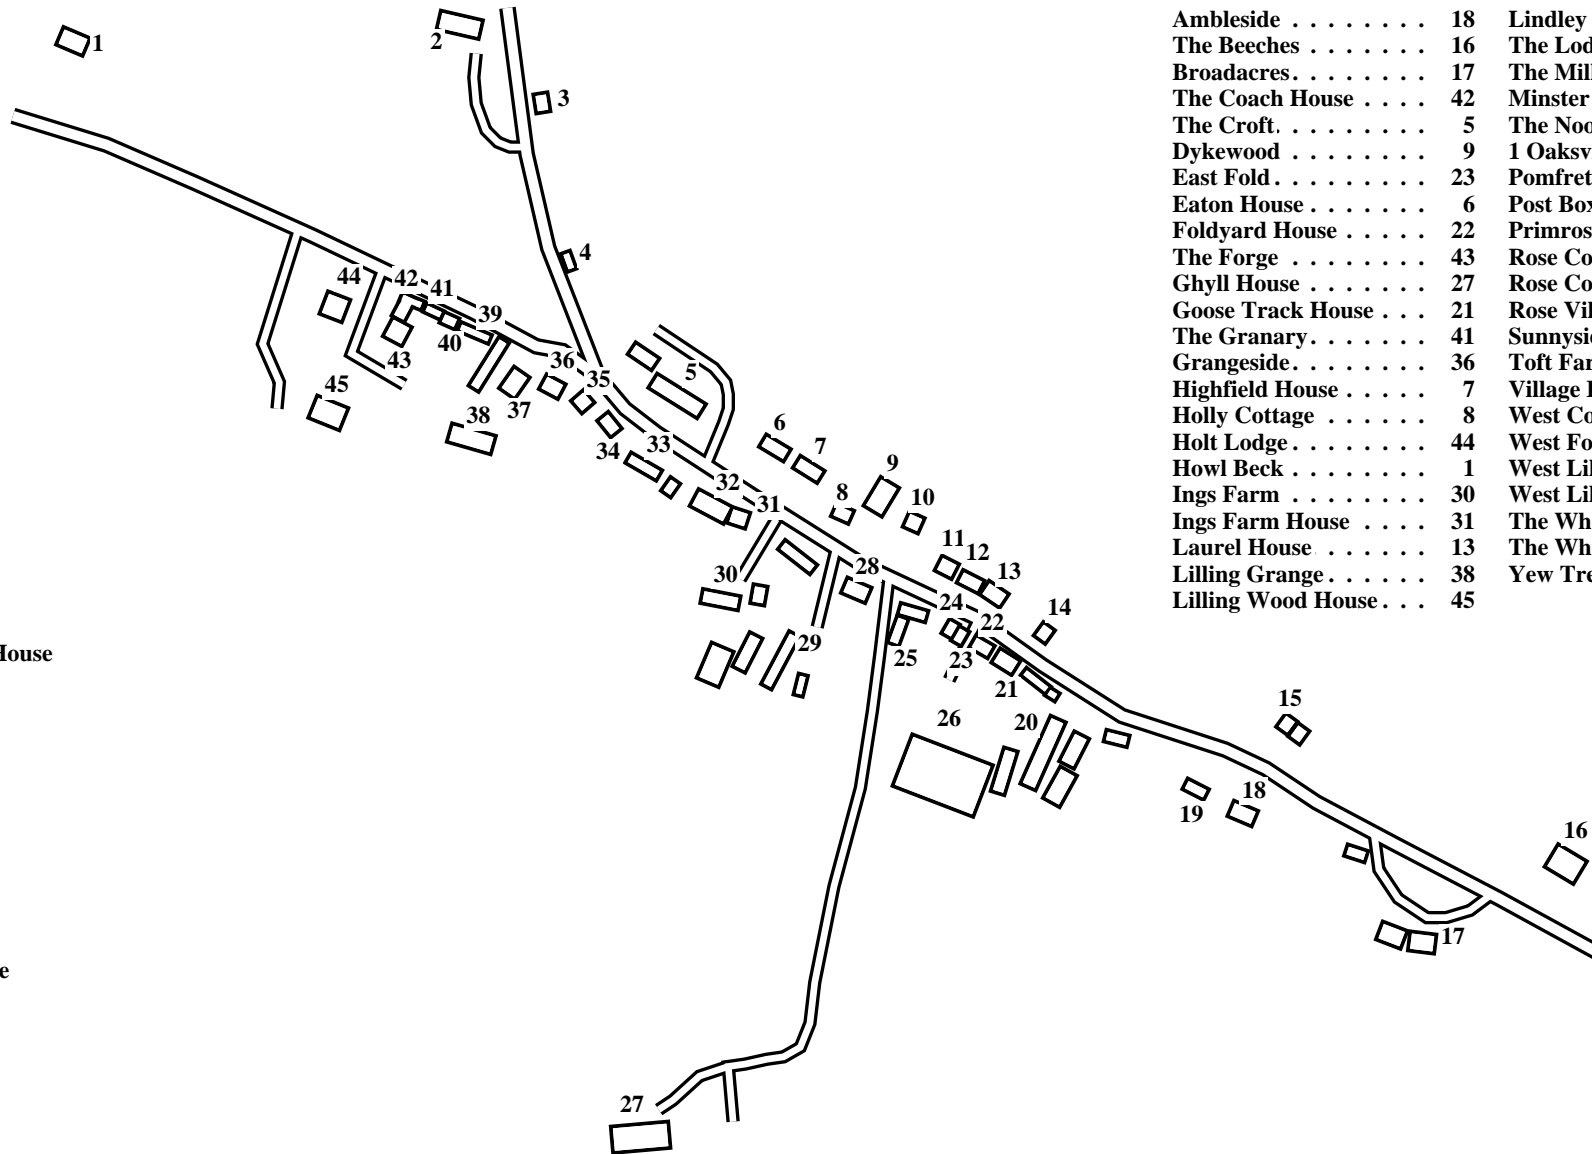 Ambleside . . . . . . . . 18 Lindley
The Beeches . . . . . . . 16 The Lod
Broadacres . . . . . . . . 17 The Mill
The Coach House . . . . 42 Minster
The Croft . . . . . . . . 5 The Noo
Dykewood . . . . . . . . 9 1 Oaksv
East Fold . . . . . . . . . 23 Pomfret
Eaton House . . . . . . . 6 Post Box
Foldyard House . . . . . 22 Primros
The Forge . . . . . . . . 43 Rose Co
Ghyll House . . . . . . . 27 Rose Co
Goose Track House . . . 21 Rose Vil
The Granary . . . . . . . 41 Sunnysi
Grangeside . . . . . . . . 36 Toft Far
Highfield House . . . . . 7 Village
Holly Cottage . . . . . . 8 West Co
Holt Lodge . . . . . . . . 44 West Fo
Howl Beck . . . . . . . . 1 West Lil
Ings Farm . . . . . . . . 30 West Lil
Ings Farm House . . . . 31 The Wh
Laurel House . . . . . . . 13 The Wh
Lilling Grange . . . . . . 38 Yew Tre
Lilling Wood House . . . 45
1
2
3
4
44
42
41
39
40
43
45
36
35
5
37
38
34
33
32
31
6
7
8
9
10
11
12
13
14
28
30
29
24
22
25
23
21
26
20
15
19
18
16
17
27
House
e